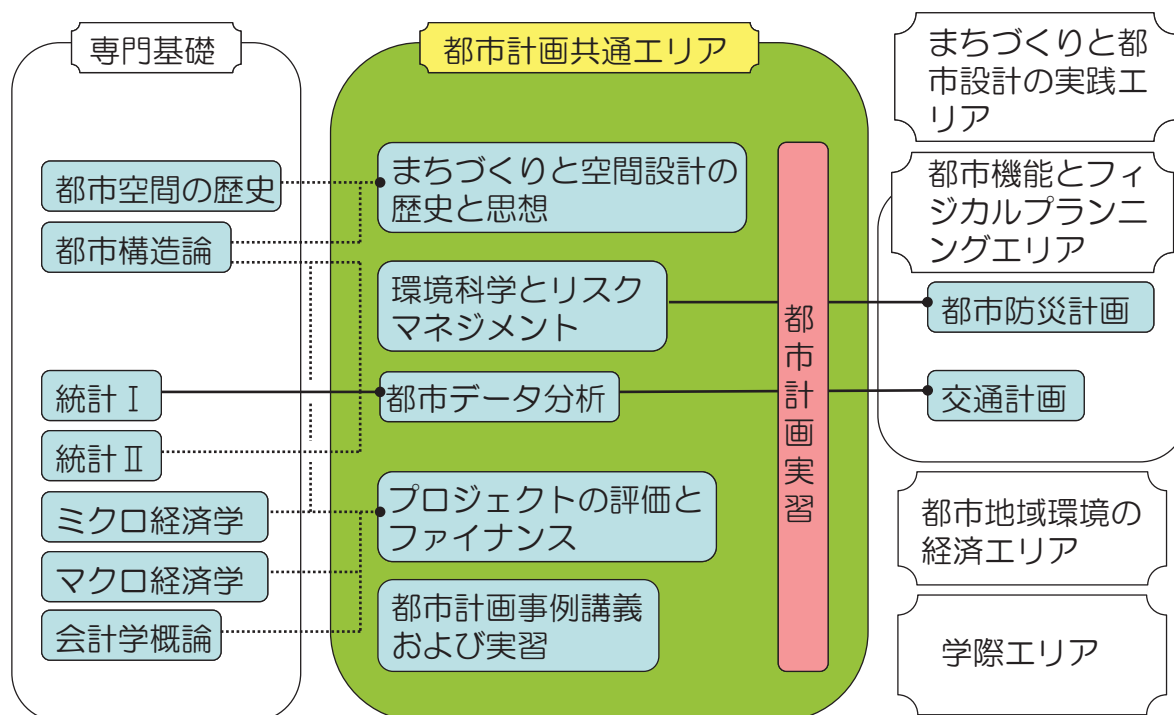 専門基礎
都市空間の歴史
都市構造論
統計Ⅰ
統計Ⅱ
ミクロ経済学
マクロ経済学
会計学概論
都市計画共通エリア
まちづくりと空間設計の
歴史と思想
環境科学とリスク
マネジメント
都市データ分析
プロジェクトの評価と
ファイナンス
都市計画事例講義
および実習
都市計画実習
まちづくりと都
市設計の実践エ
リア
都市機能とフィ
ジカルプランニ
ングエリア
都市防災計画
交通計画
都市地域環境の
経済エリア
学際エリア